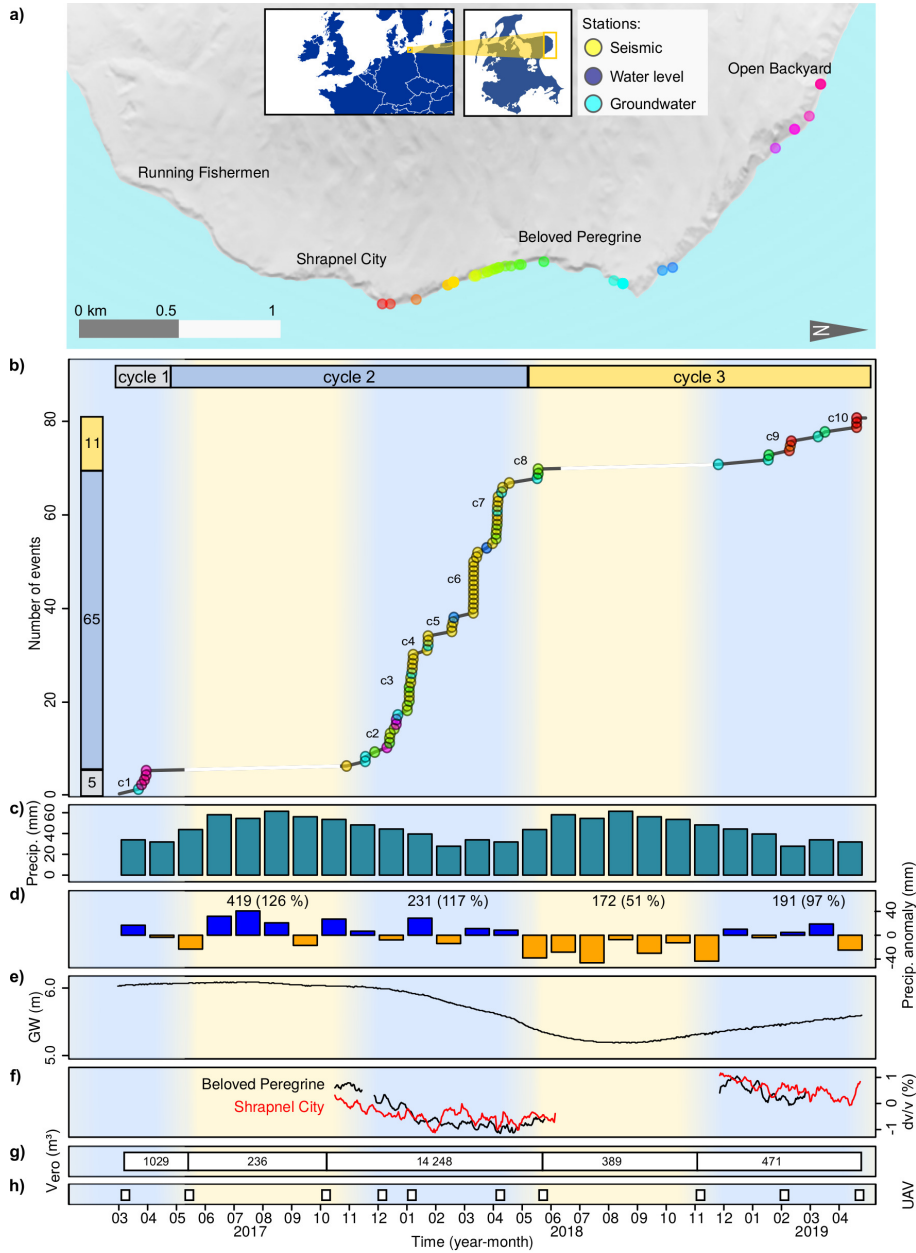 a)
Stations:
Seismic
Water level
Groundwater
Open Backyard
Running Fishermen
Beloved Peregrine
Shrapnel City
0 km 0.5 1
N
b)
cycle 1 cycle 2 cycle 3
Number of events
80
60
40
20
0
11
65
5
c1
c2
c3
c4
c5
c6
c7
c8
c9
c10
c)
Precip. (mm)
60
40
20
0
d)
419 (126 %) 231 (117 %) 172 (51 %) 191 (97 %)
40
0
-40
Precip. anomaly (mm)
e)
GW (m)
6.0
5.0
f)
Beloved Peregrine
Shrapnel City
1
0
-1
dv/v (%)
g)
Vero (m³)
1029 236 14 248 389 471
h)
UAV
03 04 05 06 07 08 09 10 11 12 01 02 03 04 05 06 07 08 09 10 11 12 01 02 03 04
2017 2018 2019
Time (year-month)